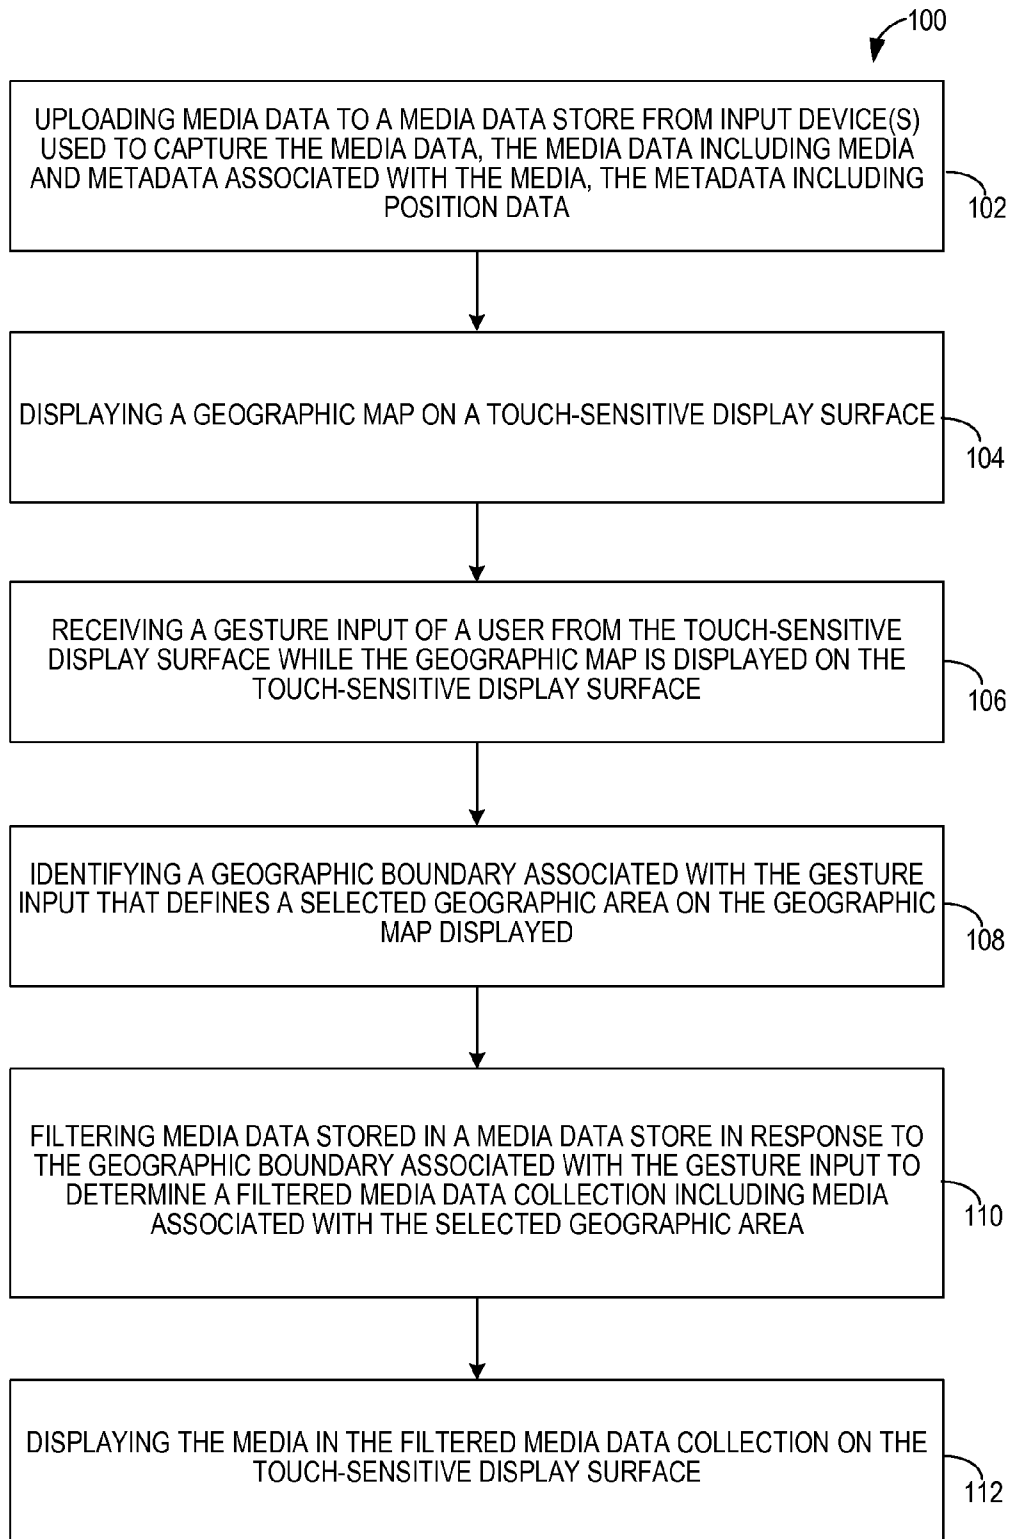 100
UPLOADING MEDIA DATA TO A MEDIA DATA STORE FROM INPUT DEVICE(S)
USED TO CAPTURE THE MEDIA DATA, THE MEDIA DATA INCLUDING MEDIA
AND METADATA ASSOCIATED WITH THE MEDIA, THE METADATA INCLUDING
POSITION DATA
102
DISPLAYING A GEOGRAPHIC MAP ON A TOUCH-SENSITIVE DISPLAY SURFACE
104
RECEIVING A GESTURE INPUT OF A USER FROM THE TOUCH-SENSITIVE
DISPLAY SURFACE WHILE THE GEOGRAPHIC MAP IS DISPLAYED ON THE
TOUCH-SENSITIVE DISPLAY SURFACE
106
IDENTIFYING A GEOGRAPHIC BOUNDARY ASSOCIATED WITH THE GESTURE
INPUT THAT DEFINES A SELECTED GEOGRAPHIC AREA ON THE GEOGRAPHIC
MAP DISPLAYED
108
FILTERING MEDIA DATA STORED IN A MEDIA DATA STORE IN RESPONSE TO
THE GEOGRAPHIC BOUNDARY ASSOCIATED WITH THE GESTURE INPUT TO
DETERMINE A FILTERED MEDIA DATA COLLECTION INCLUDING MEDIA
ASSOCIATED WITH THE SELECTED GEOGRAPHIC AREA
110
DISPLAYING THE MEDIA IN THE FILTERED MEDIA DATA COLLECTION ON THE
TOUCH-SENSITIVE DISPLAY SURFACE
112